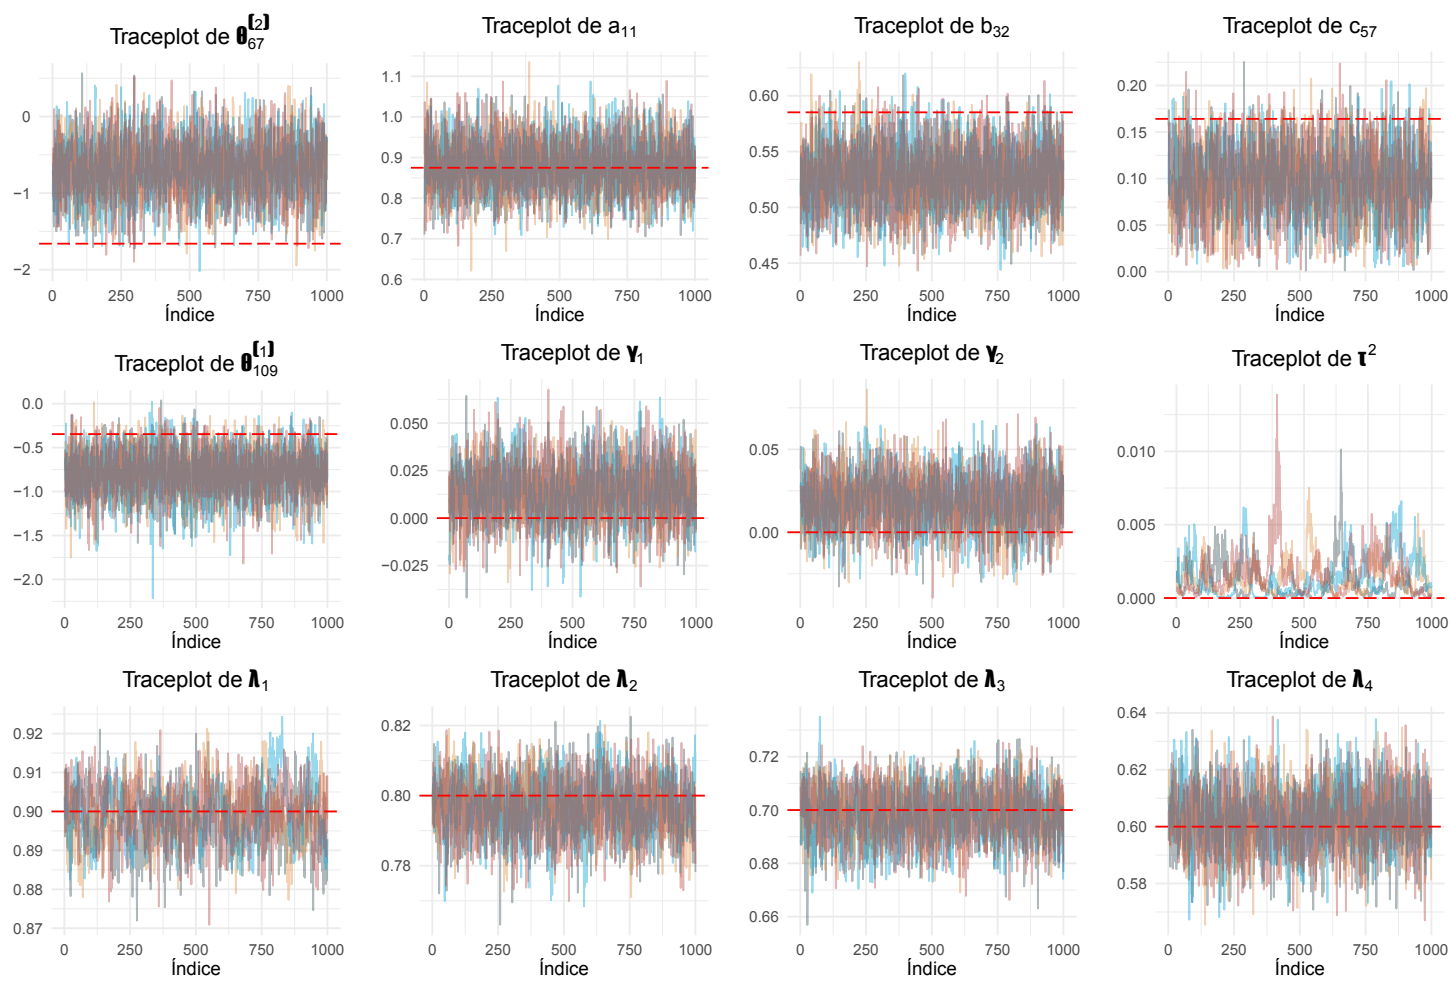 Traceplot de θ₆₇⁽²⁾
0
−1
−2
0 250 500 750 1000
Índice
Traceplot de a₁₁
1.1
1.0
0.9
0.8
0.7
0.6
0 250 500 750 1000
Índice
Traceplot de b₃₂
0.60
0.55
0.50
0.45
0 250 500 750 1000
Índice
Traceplot de c₅₇
0.20
0.15
0.10
0.05
0.00
0 250 500 750 1000
Índice
Traceplot de θ₁₀₉⁽¹⁾
0.0
−0.5
−1.0
−1.5
−2.0
0 250 500 750 1000
Índice
Traceplot de γ₁
0.050
0.025
0.000
−0.025
0 250 500 750 1000
Índice
Traceplot de γ₂
0.05
0.00
0 250 500 750 1000
Índice
Traceplot de τ²
0.010
0.005
0.000
0 250 500 750 1000
Índice
Traceplot de λ₁
0.92
0.91
0.90
0.89
0.88
0.87
0 250 500 750 1000
Índice
Traceplot de λ₂
0.82
0.80
0.78
0 250 500 750 1000
Índice
Traceplot de λ₃
0.72
0.70
0.68
0.66
0 250 500 750 1000
Índice
Traceplot de λ₄
0.64
0.62
0.60
0.58
0 250 500 750 1000
Índice